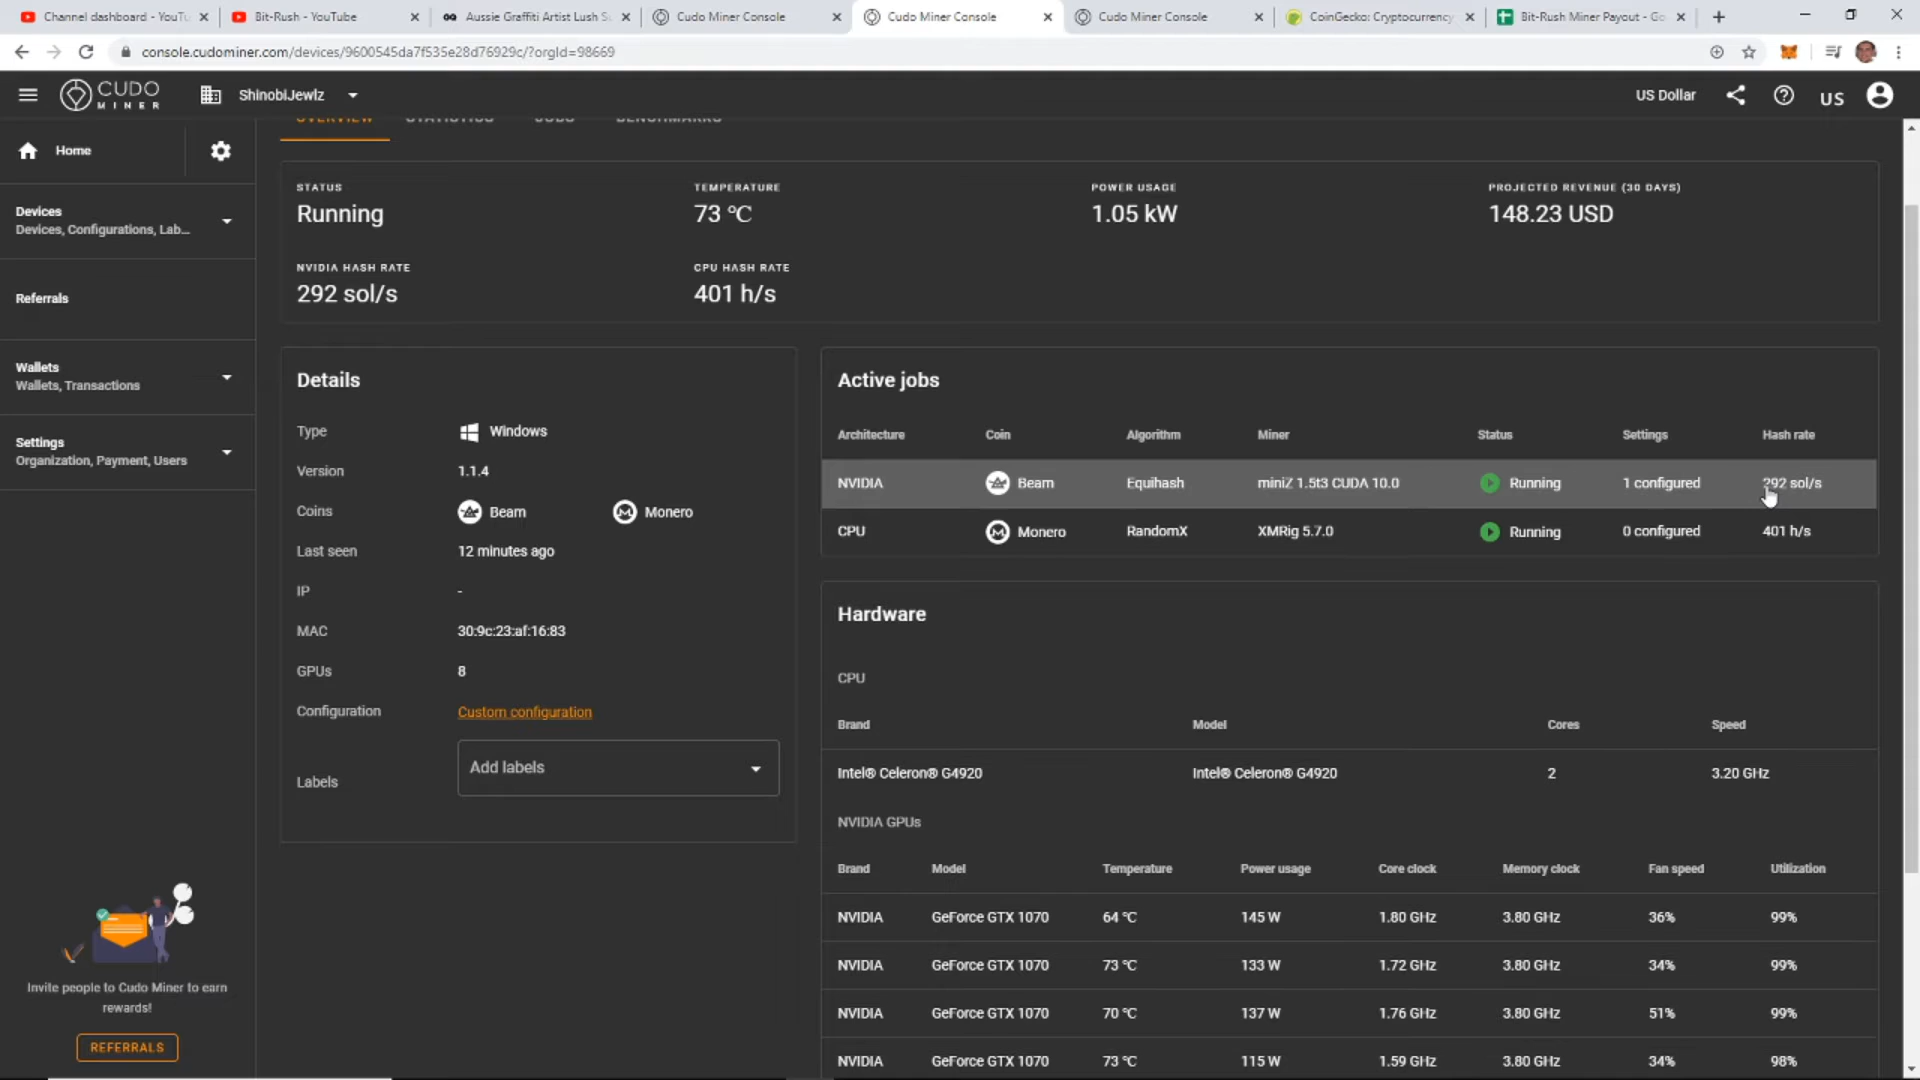 Channel dashboard - YouTu
Bit-Rush - YouTube
Aussie Graffiti Artist Lush Su
Cudo Miner Console
Cudo Miner Console
Cudo Miner Console
CoinGecko: Cryptocurrency
Bit-Rush Miner Payout - Go
console.cudominer.com/devices/9600545da7f535e28d76929c/?orgId=98669
CUDO MINER
ShinobiJewlz
US Dollar
US
Home
OVERVIEW STATISTICS JOBS BENCHMARKS
Devices
Devices, Configurations, Lab...
Referrals
Wallets
Wallets, Transactions
Settings
Organization, Payment, Users
Invite people to Cudo Miner to earn
rewards!
REFERRALS
STATUS TEMPERATURE POWER USAGE PROJECTED REVENUE (30 DAYS)
Running 73 °C 1.05 kW 148.23 USD
NVIDIA HASH RATE CPU HASH RATE
292 sol/s 401 h/s
Details
Type Windows
Version 1.1.4
Coins Beam Monero
Last seen 12 minutes ago
IP -
MAC 30:9c:23:af:16:83
GPUs 8
Configuration Custom configuration
Labels Add labels
Active jobs
Architecture Coin Algorithm Miner Status Settings Hash rate
NVIDIA Beam Equihash miniZ 1.5t3 CUDA 10.0 Running 1 configured 292 sol/s
CPU Monero RandomX XMRig 5.7.0 Running 0 configured 401 h/s
Hardware
CPU
Brand Model Cores Speed
Intel® Celeron® G4920 Intel® Celeron® G4920 2 3.20 GHz
NVIDIA GPUs
Brand Model Temperature Power usage Core clock Memory clock Fan speed Utilization
NVIDIA GeForce GTX 1070 64 °C 145 W 1.80 GHz 3.80 GHz 36% 99%
NVIDIA GeForce GTX 1070 73 °C 133 W 1.72 GHz 3.80 GHz 34% 99%
NVIDIA GeForce GTX 1070 70 °C 137 W 1.76 GHz 3.80 GHz 51% 99%
NVIDIA GeForce GTX 1070 73 °C 115 W 1.59 GHz 3.80 GHz 34% 98%